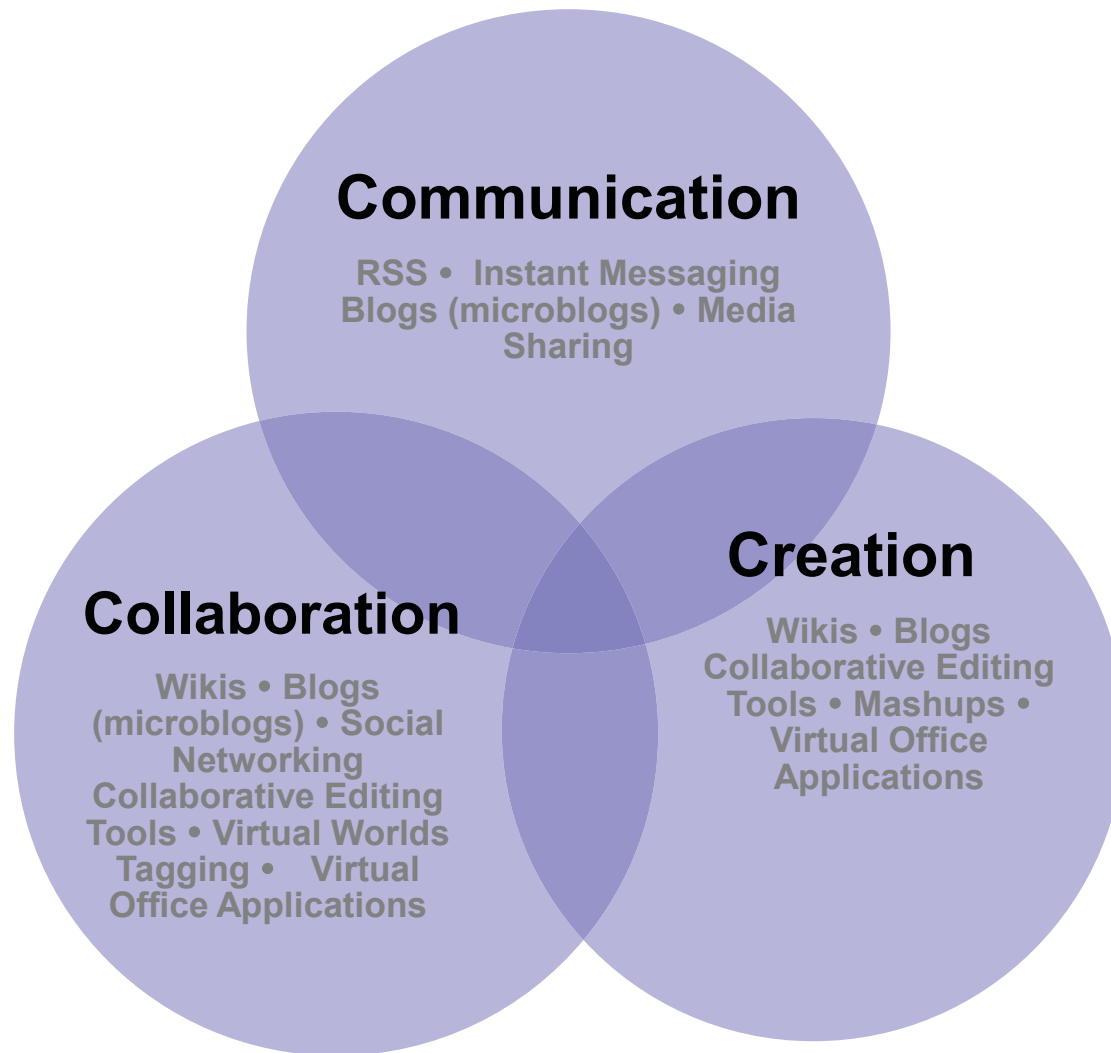 Communication
RSS • Instant Messaging
Blogs (microblogs) • Media
Sharing
Collaboration
Wikis • Blogs
(microblogs) • Social
Networking
Collaborative Editing
Tools • Virtual Worlds
Tagging • Virtual
Office Applications
Creation
Wikis • Blogs
Collaborative Editing
Tools • Mashups •
Virtual Office
Applications